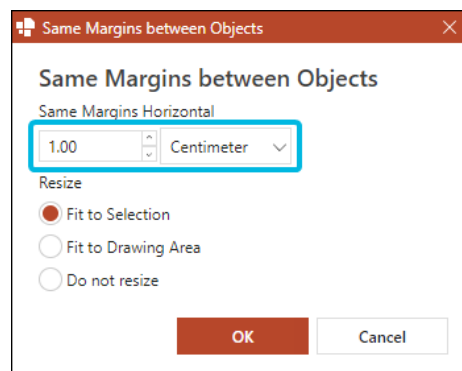 Same Margins between Objects
Same Margins between Objects
Same Margins Horizontal
1.00 Centimeter
Resize
Fit to Selection
Fit to Drawing Area
Do not resize
OK Cancel